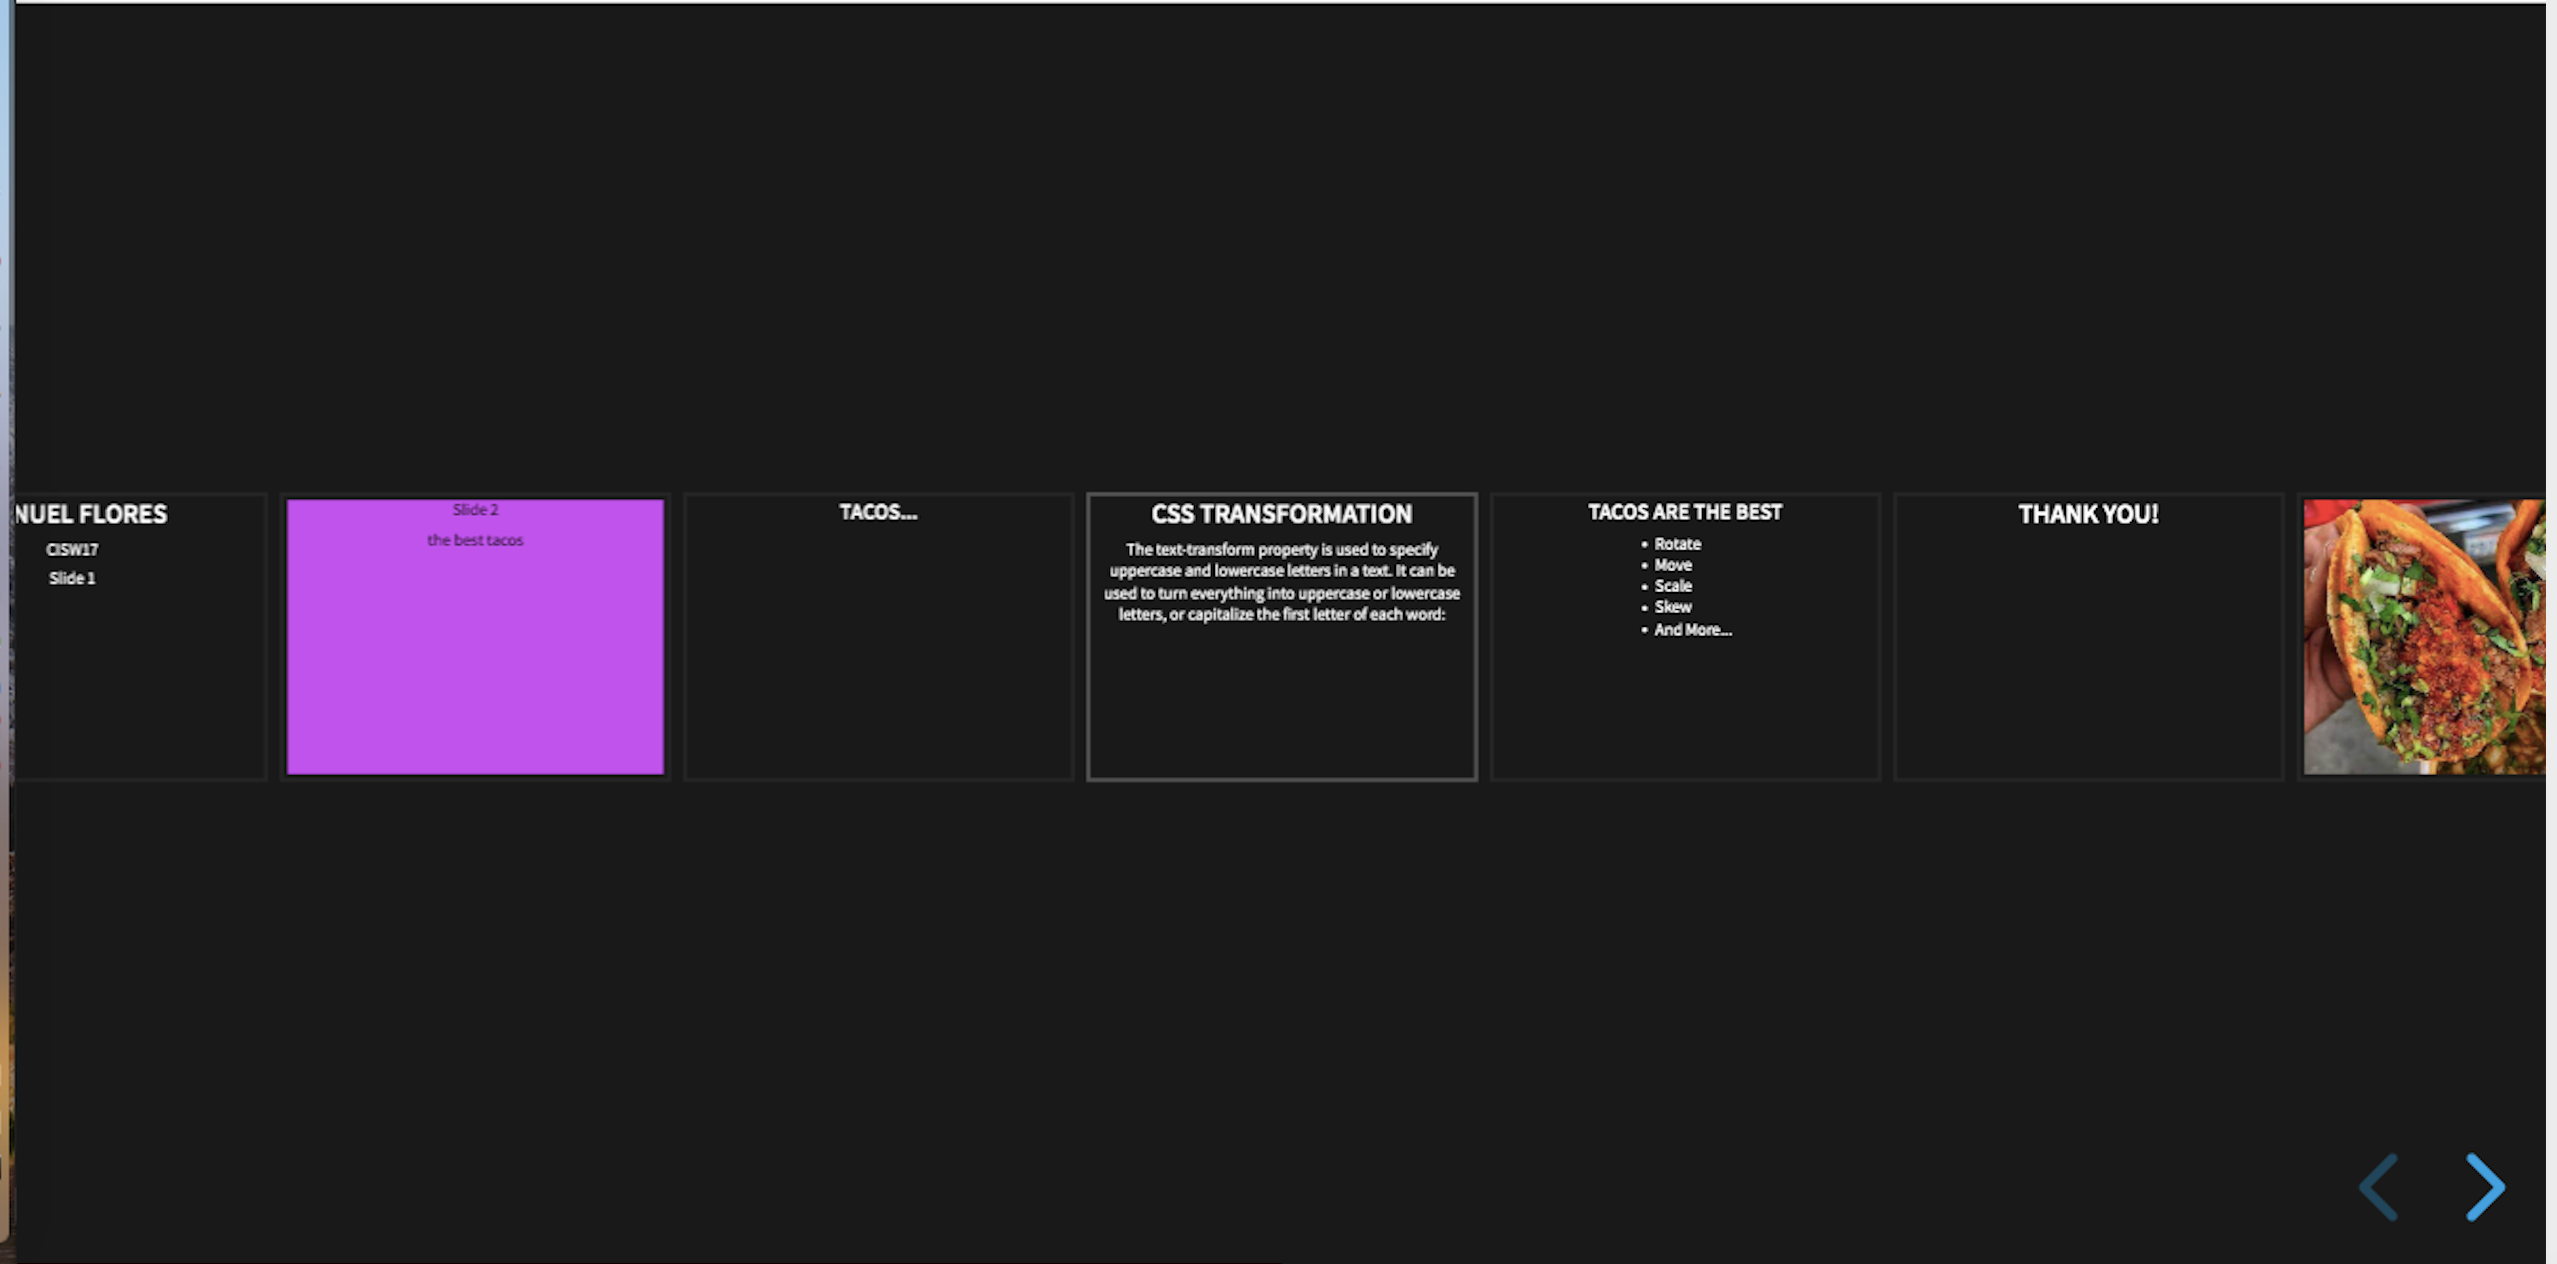 NUEL FLORES
CISW17
Slide 1
Slide 2
the best tacos
TACOS...
CSS TRANSFORMATION
The text-transform property is used to specify
uppercase and lowercase letters in a text. It can be
used to turn everything into uppercase or lowercase
letters, or capitalize the first letter of each word:
TACOS ARE THE BEST
• Rotate
• Move
• Scale
• Skew
• And More...
THANK YOU!